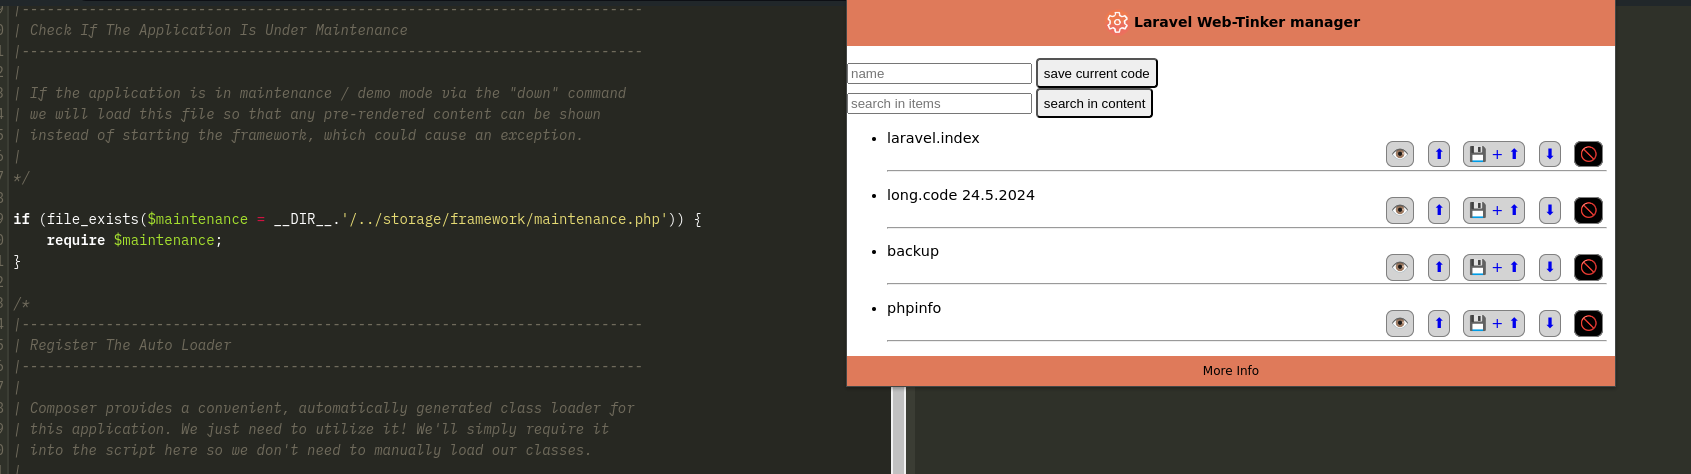 |--------------------------------------------------------------------------
| Check If The Application Is Under Maintenance
|--------------------------------------------------------------------------
|
| If the application is in maintenance / demo mode via the "down" command
| we will load this file so that any pre-rendered content can be shown
| instead of starting the framework, which could cause an exception.
|
*/
if (file_exists($maintenance = __DIR__.'/../storage/framework/maintenance.php')) {
    require $maintenance;
}
/*
|--------------------------------------------------------------------------
| Register The Auto Loader
|--------------------------------------------------------------------------
|
| Composer provides a convenient, automatically generated class loader for
| this application. We just need to utilize it! We'll simply require it
| into the script here so we don't need to manually load our classes.
|
Laravel Web-Tinker manager
name save current code
search in items search in content
• laravel.index
👁 ⬆ 💾 + ⬆ ⬇ 🚫
• long.code 24.5.2024
👁 ⬆ 💾 + ⬆ ⬇ 🚫
• backup
👁 ⬆ 💾 + ⬆ ⬇ 🚫
• phpinfo
👁 ⬆ 💾 + ⬆ ⬇ 🚫
More Info